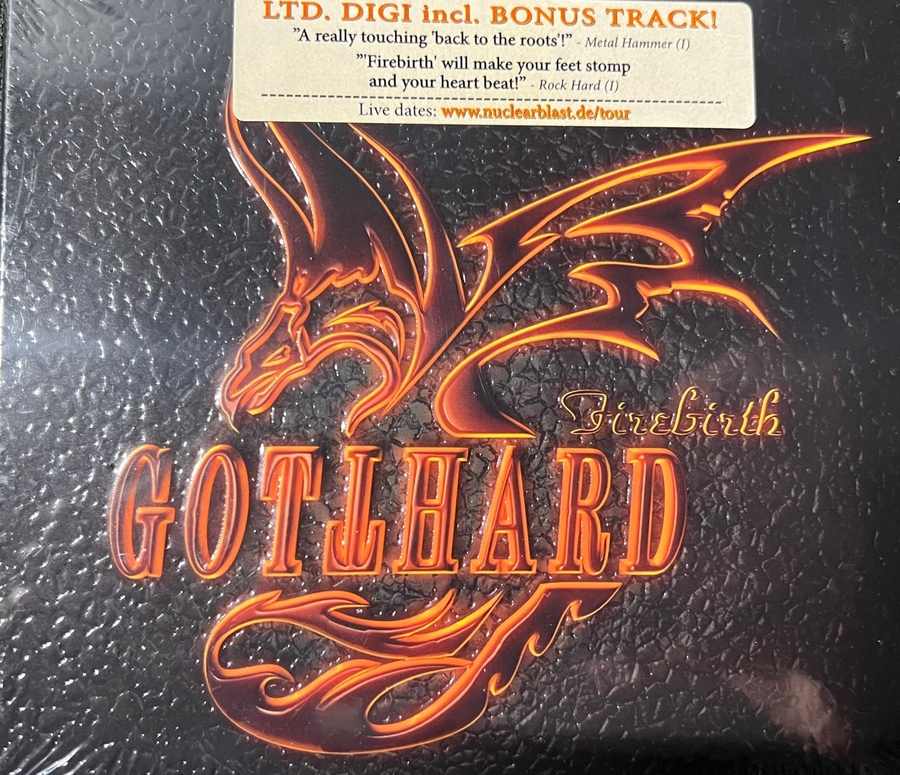 LTD. DIGI incl. BONUS TRACK!
"A really touching 'back to the roots'!" - Metal Hammer (I)
"'Firebirth' will make your feet stomp
and your heart beat!" - Rock Hard (I)
Live dates: www.nuclearblast.de/tour
Firebirth
GOTTHARD